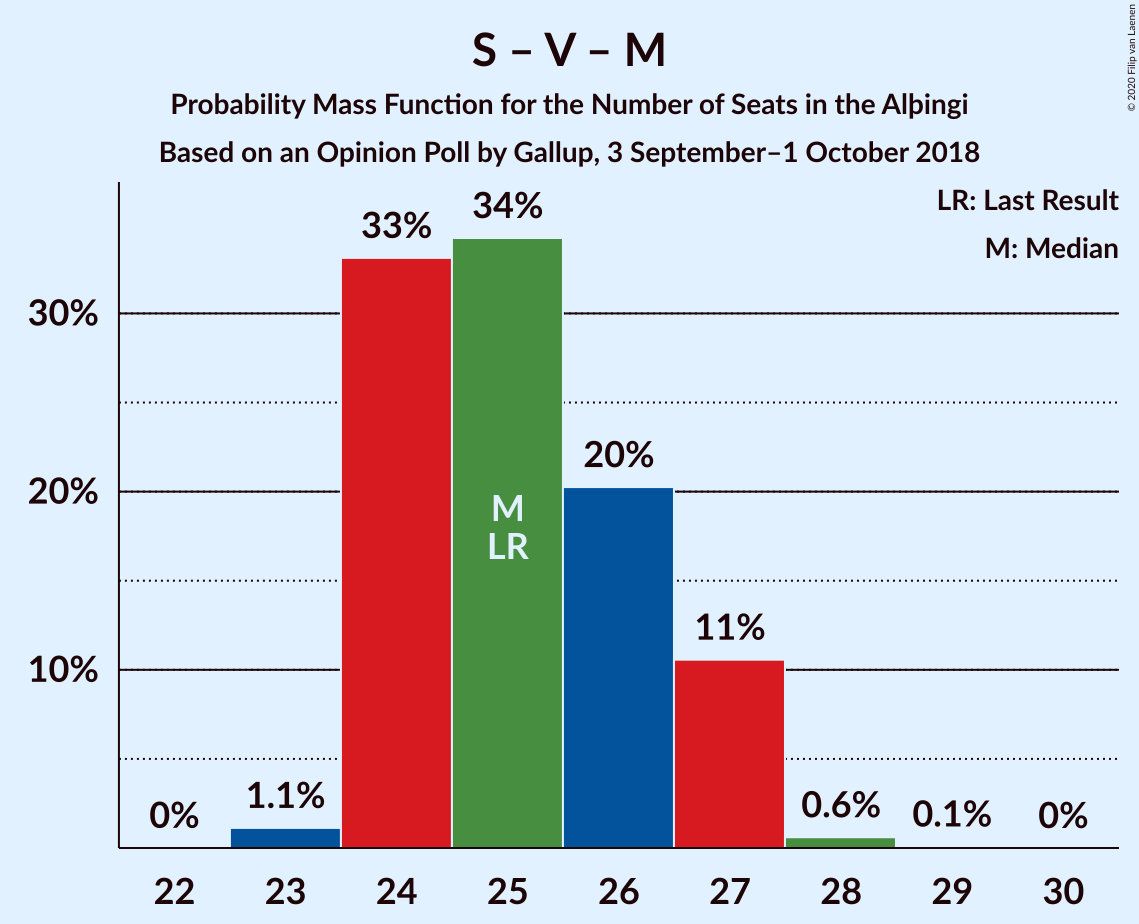 S – V – M
Probability Mass Function for the Number of Seats in the Alþingi
Based on an Opinion Poll by Gallup, 3 September–1 October 2018
© 2020 Filip van Laenen
LR: Last Result
M: Median
34%
33%
30%
20%
20%
M
LR
11%
10%
1.1%
0%
0.6%
0.1%
0%
22 23 24 25 26 27 28 29 30